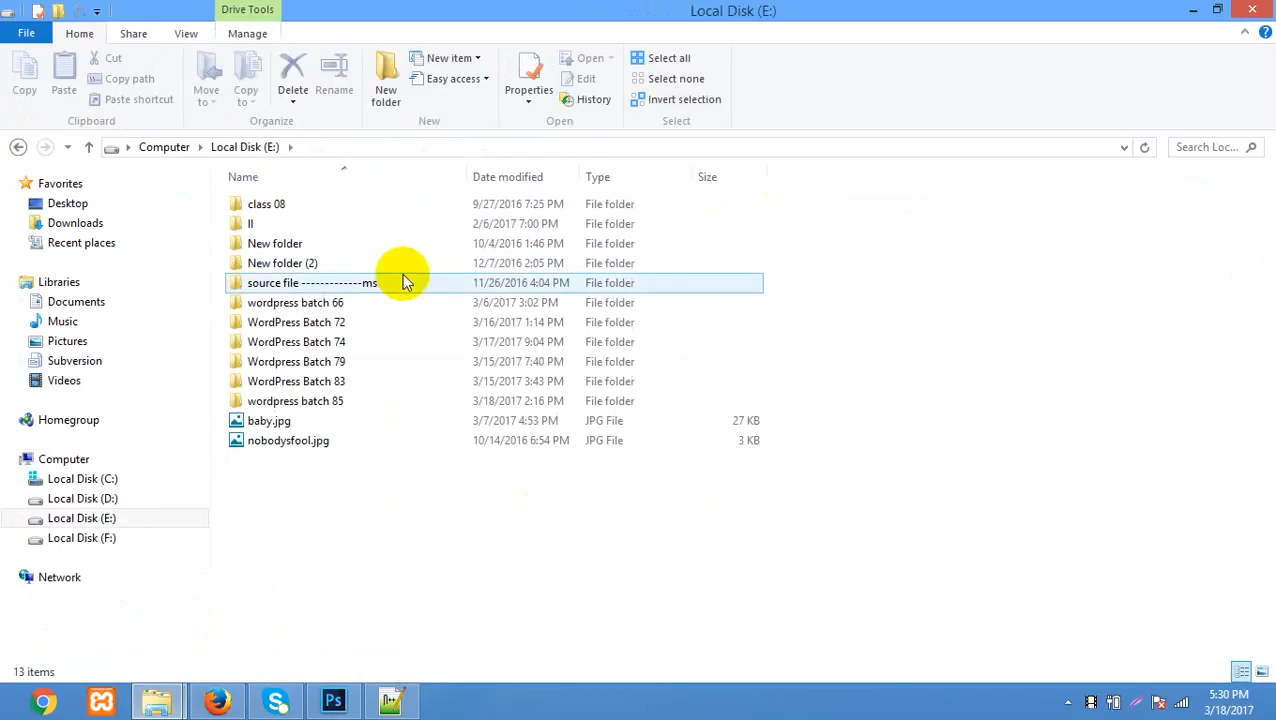 Drive Tools
Local Disk (E:)
File
Home
Share
View
Manage
Copy
Paste
Cut
Copy path
Paste shortcut
Clipboard
Move to
Copy to
Delete
Rename
Organize
New folder
New item
Easy access
New
Properties
Open
Edit
History
Open
Select all
Select none
Invert selection
Select
Computer
Local Disk (E:)
Search Loc...
Favorites
Desktop
Downloads
Recent places
Libraries
Documents
Music
Pictures
Subversion
Videos
Homegroup
Computer
Local Disk (C:)
Local Disk (D:)
Local Disk (E:)
Local Disk (F:)
Network
Name Date modified Type Size
class 08 9/27/2016 7:25 PM File folder
New folder 10/4/2016 1:46 PM File folder
2/6/2017 7:00 PM File folder
New folder (2) 12/7/2016 2:05 PM File folder
source file -------------ms 11/26/2016 4:04 PM File folder
wordpress batch 66 3/6/2017 3:02 PM File folder
WordPress Batch 72 3/16/2017 1:14 PM File folder
WordPress Batch 74 3/17/2017 9:04 PM File folder
WordPress Batch 79 3/15/2017 7:40 PM File folder
WordPress Batch 83 3/15/2017 3:43 PM File folder
wordpress batch 85 3/18/2017 2:16 PM File folder
baby.jpg 3/7/2017 4:53 PM JPG File 27 KB
nobodysfool.jpg 10/14/2016 6:54 PM JPG File 3 KB
13 items
Ps
5:30 PM
3/18/2017